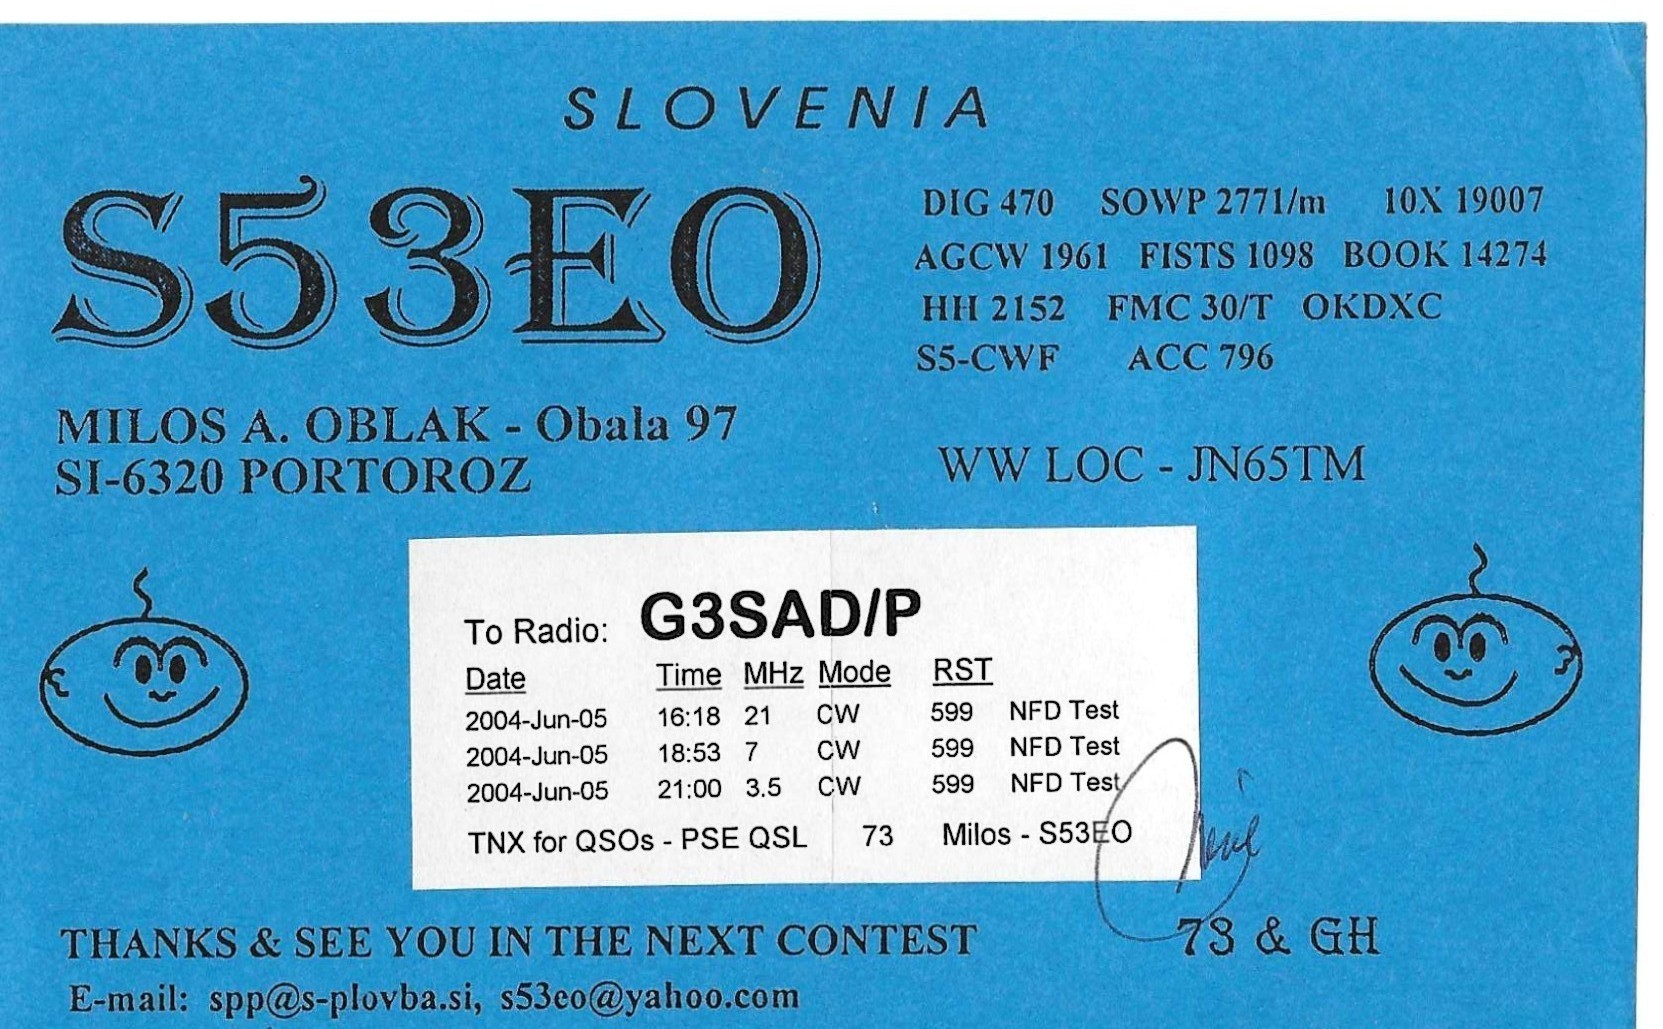 SLOVENIA
S53EO
DIG 470 SOWP 2771/m 10X 19007
AGCW 1961 FISTS 1098 BOOK 14274
HH 2152 FMC 30/T OKDXC
S5-CWF ACC 796
MILOS A. OBLAK - Obala 97
SI-6320 PORTOROZ
WW LOC - JN65TM
To Radio: G3SAD/P
Date Time MHz Mode RST
2004-Jun-05 16:18 21 CW 599 NFD Test
2004-Jun-05 18:53 7 CW 599 NFD Test
2004-Jun-05 21:00 3.5 CW 599 NFD Test
TNX for QSOs - PSE QSL 73 Milos - S53EO
THANKS & SEE YOU IN THE NEXT CONTEST
73 & GH
E-mail: spp@s-plovba.si, s53eo@yahoo.com